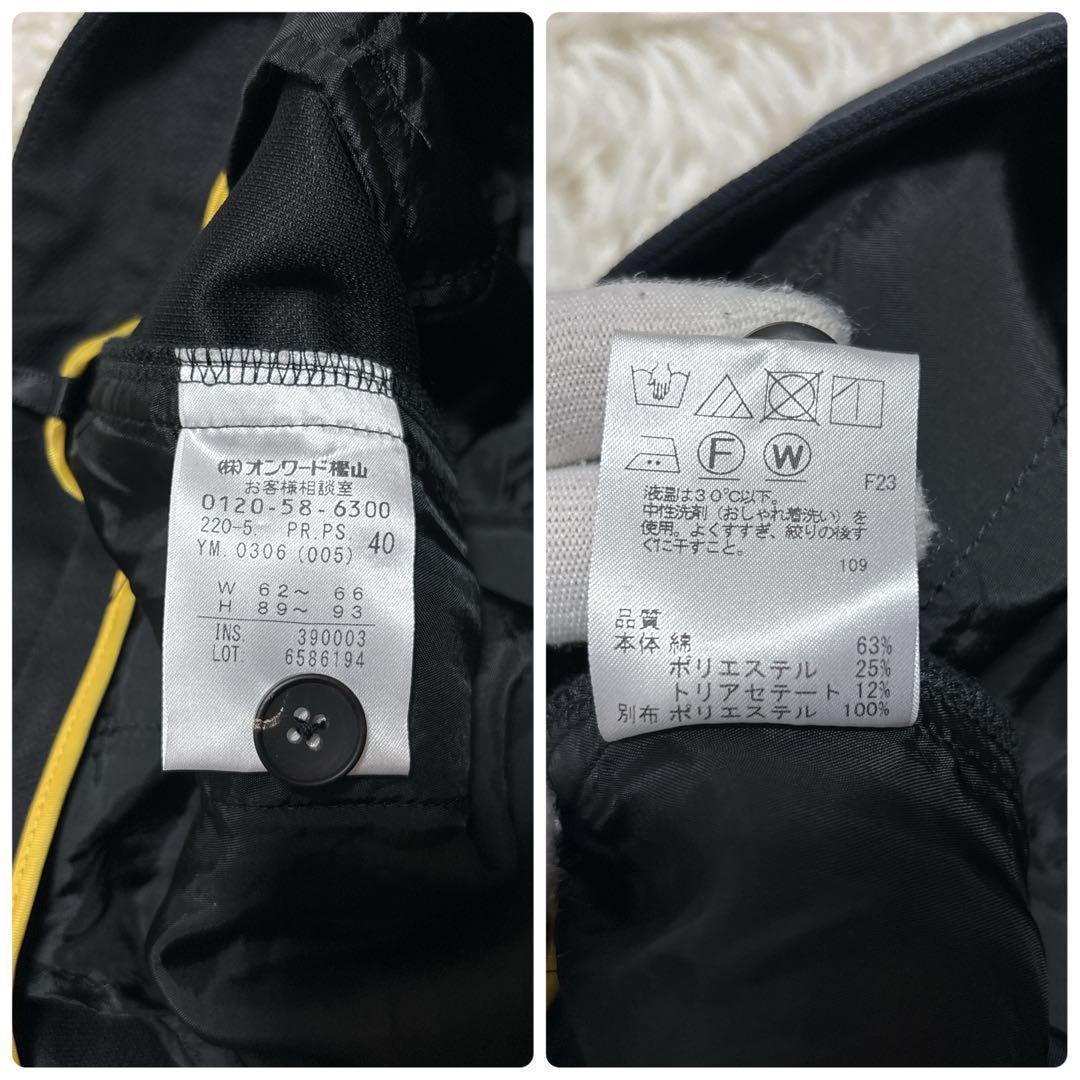 (株)オンワード樫山
お客様相談室
0120-58-6300
220-5. PR.PS. 40
YM. 0306 (005)
W 62～ 66
H 89～ 93
INS. 390003
LOT: 6586194
F W
F23
液温は30℃以下。
中性洗剤（おしゃれ着洗い）を
使用。よくすすぎ、絞りの後す
ぐに干すこと。
109
品質
本体 綿 63%
ポリエステル 25%
トリアセテート 12%
別布 ポリエステル 100%